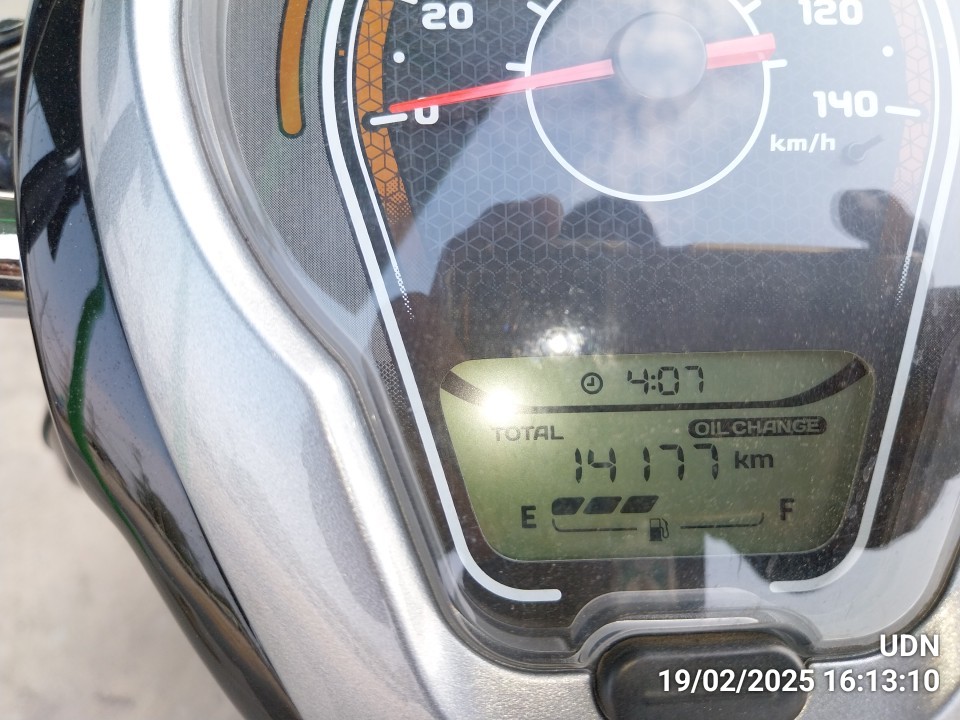 20
120
0
140
km/h
4:07
TOTAL OIL CHANGE
14177 km
E F
UDN
19/02/2025 16:13:10